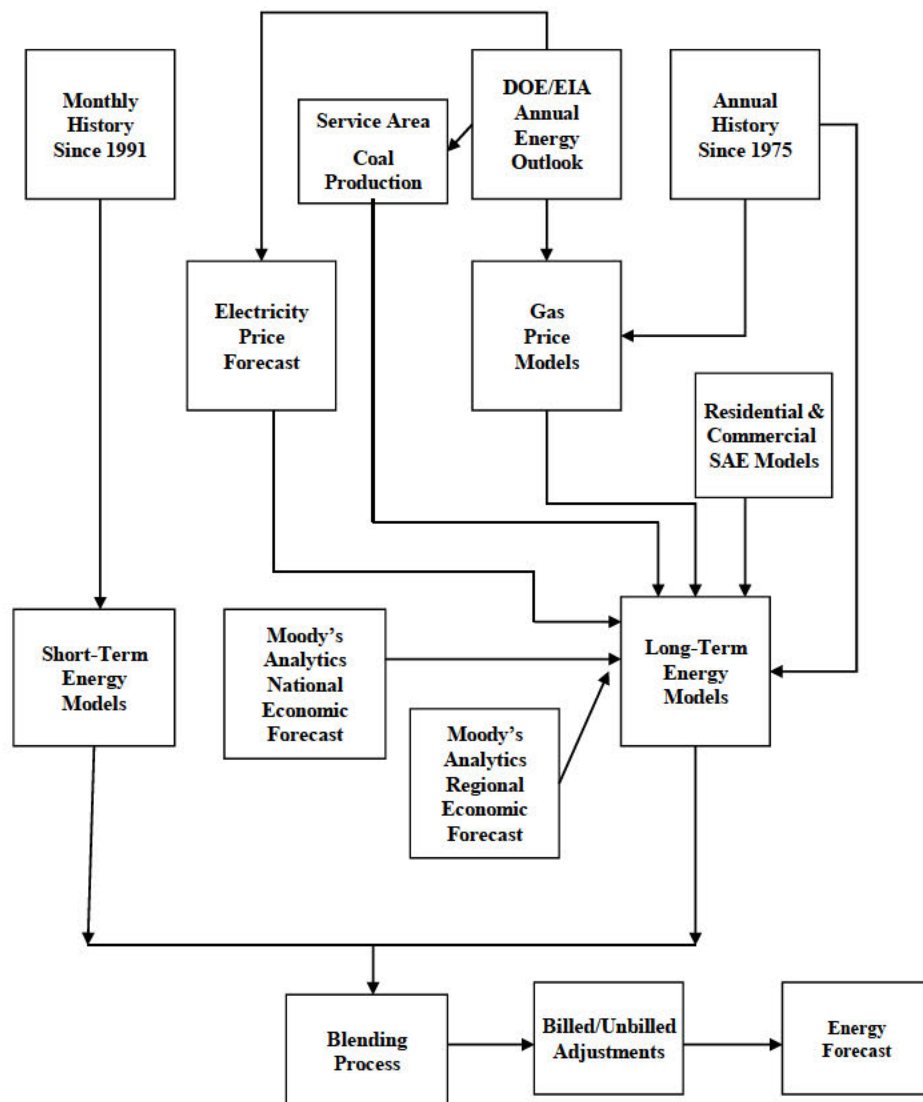 Monthly
History
Since 1991
Service Area
Coal
Production
DOE/EIA
Annual
Energy
Outlook
Annual
History
Since 1975
Electricity
Price
Forecast
Gas
Price
Models
Residential &
Commercial
SAE Models
Short-Term
Energy
Models
Moody's
Analytics
National
Economic
Forecast
Moody's
Analytics
Regional
Economic
Forecast
Long-Term
Energy
Models
Blending
Process
Billed/Unbilled
Adjustments
Energy
Forecast